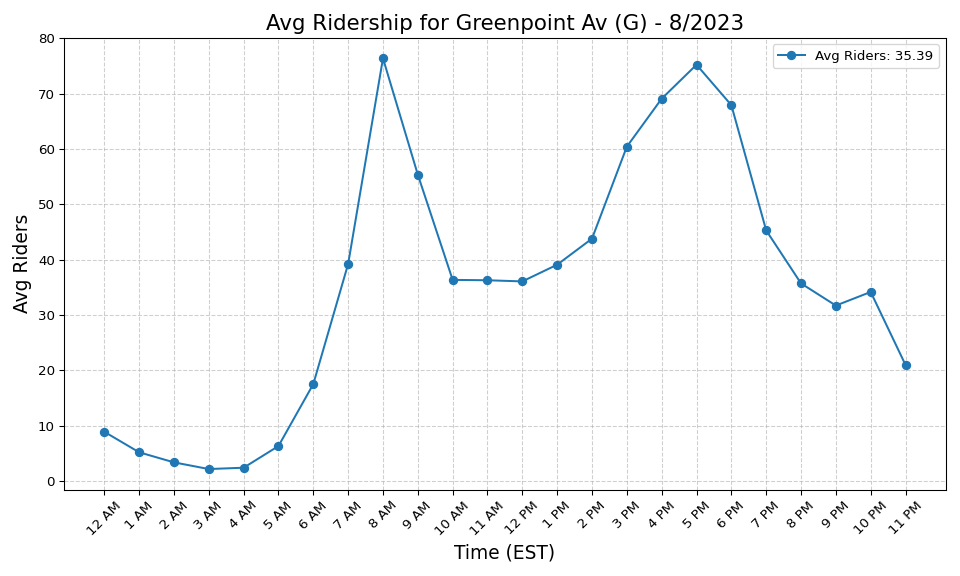 Avg Ridership for Greenpoint Av (G) - 8/2023
Avg Riders: 35.39
Avg Riders
80
70
60
50
40
30
20
10
0
12 AM
1 AM
2 AM
3 AM
4 AM
5 AM
6 AM
7 AM
8 AM
9 AM
10 AM
11 AM
12 PM
1 PM
2 PM
3 PM
4 PM
5 PM
6 PM
7 PM
8 PM
9 PM
10 PM
11 PM
Time (EST)